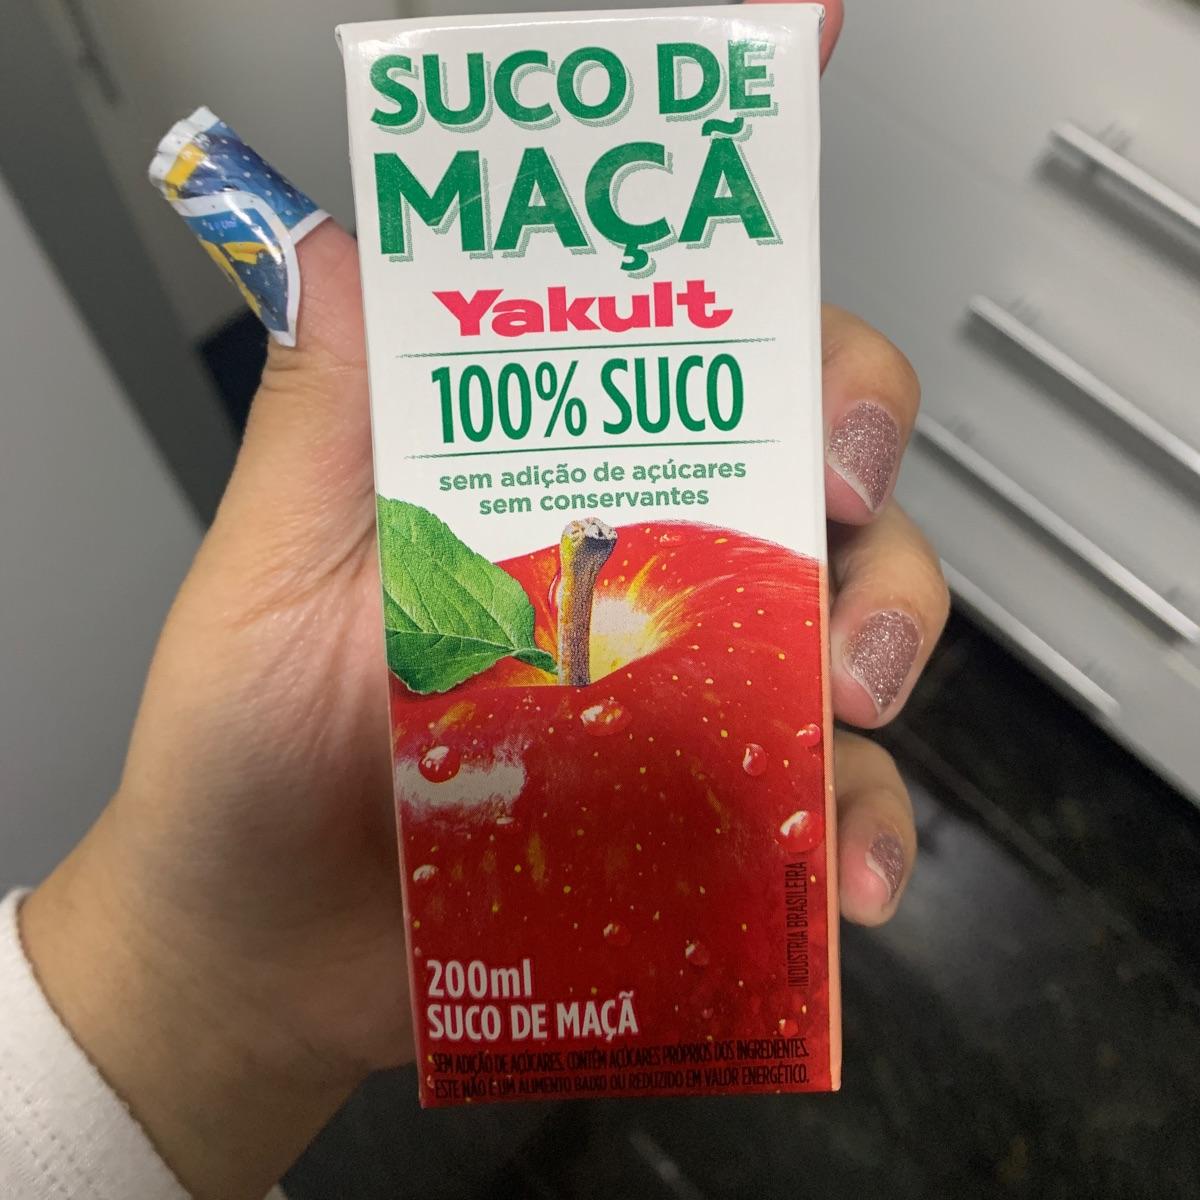 SUCO DE
MAÇÃ
Yakult
100% SUCO
sem adição de açúcares
sem conservantes
INDÚSTRIA BRASILEIRA
200ml
SUCO DE MAÇÃ
SEM ADIÇÃO DE AÇÚCARES. CONTÉM AÇÚCARES PRÓPRIOS DOS INGREDIENTES.
ESTE NÃO É UM ALIMENTO BAIXO OU REDUZIDO EM VALOR ENERGÉTICO.